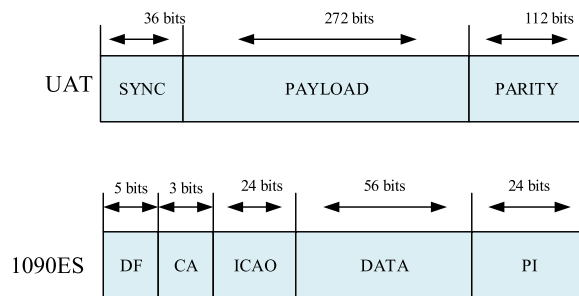 36 bits 272 bits 112 bits
UAT SYNC PAYLOAD PARITY
5 bits 3 bits 24 bits 56 bits 24 bits
1090ES DF CA ICAO DATA PI